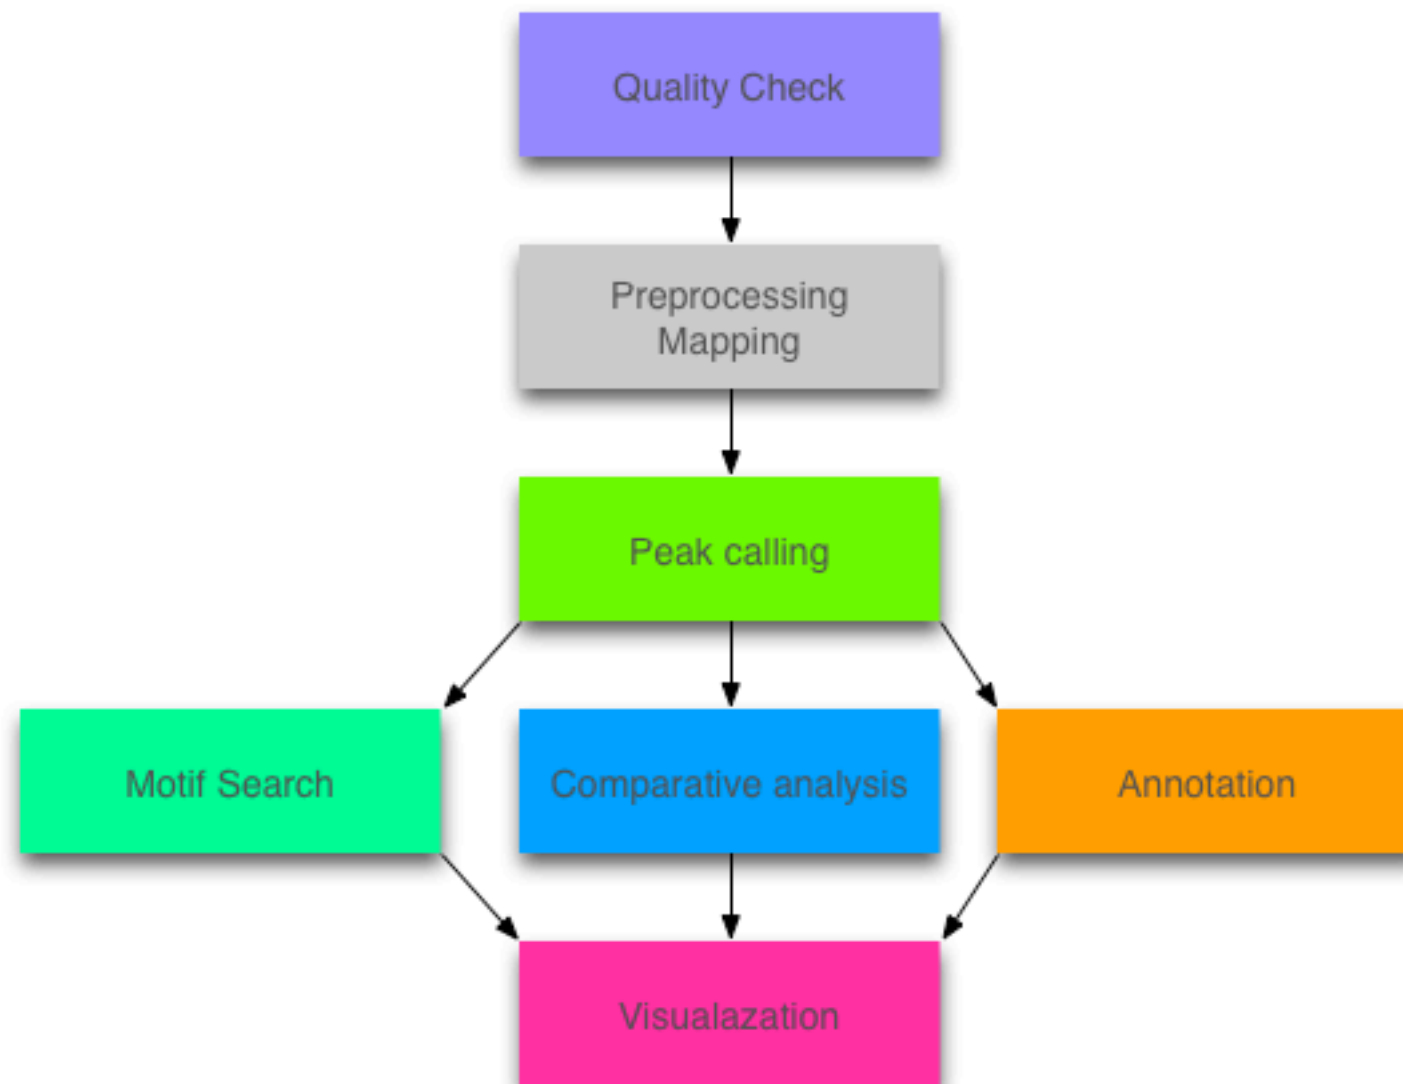 Quality Check
Preprocessing
Mapping
Peak calling
Motif Search
Comparative analysis
Annotation
Visualazation